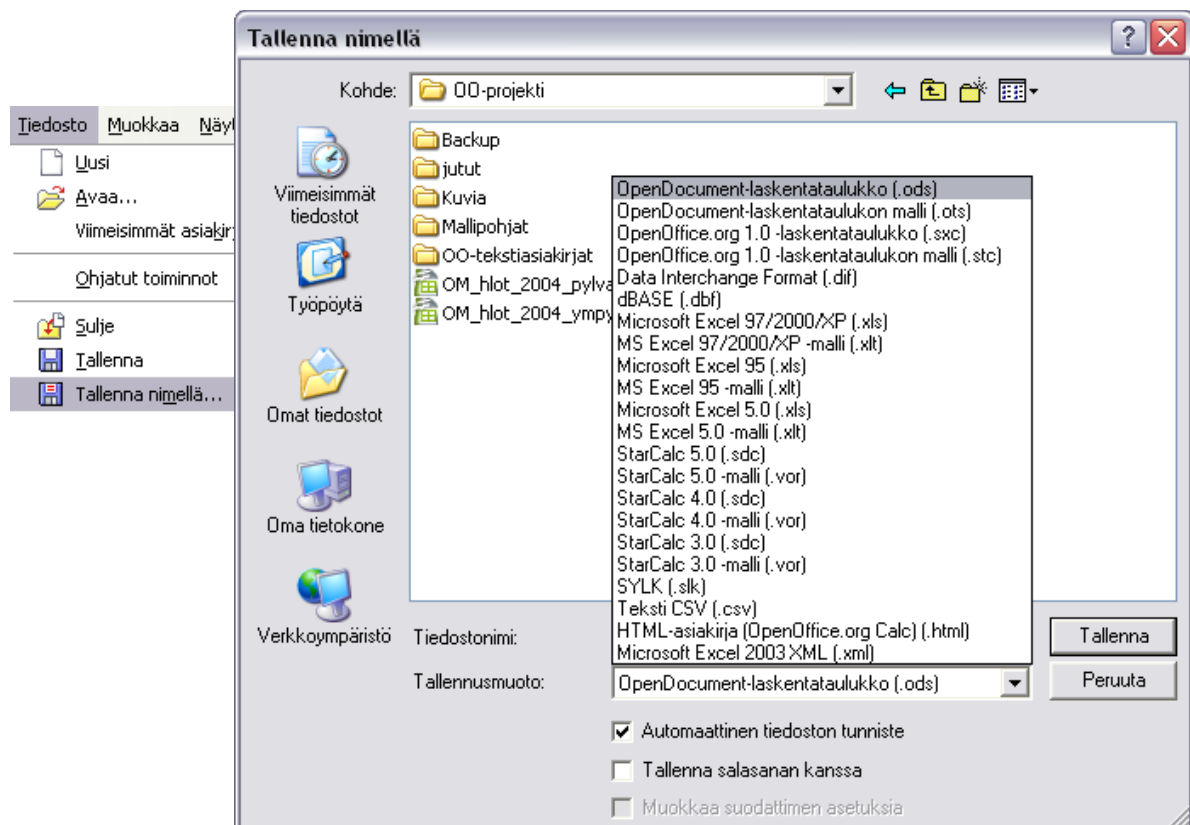 Tallenna nimellä
Kohde:
OO-projekti
Tiedosto Muokkaa
Uusi
Avaa...
Viimeisimmät
Ohjatut toiminnot
Sulje
Tallenna
Tallenna nimellä...
Viimeisimmät
tiedostot
Työpöytä
Omat tiedostot
Oma tietokone
Verkkoympäristö
Backup
jutut
Kuvia
Mallipohjat
OO-tekstiasiakirjat
OM_hlot_2004_pylva
OM_hlot_2004_ympy
OpenDocument-laskentataulukko (.ods)
OpenDocument-laskentataulukon malli (.ots)
OpenOffice.org 1.0 -laskentataulukko (.sxc)
OpenOffice.org 1.0 -laskentataulukon malli (.stc)
Data Interchange Format (.dif)
dBASE (.dbf)
Microsoft Excel 97/2000/XP (.xls)
MS Excel 97/2000/XP -malli (.xlt)
Microsoft Excel 95 (.xls)
MS Excel 95 -malli (.xlt)
Microsoft Excel 5.0 (.xls)
MS Excel 5.0 -malli (.xlt)
StarCalc 5.0 (.sdc)
StarCalc 5.0 -malli (.vor)
StarCalc 4.0 (.sdc)
StarCalc 4.0 -malli (.vor)
StarCalc 3.0 (.sdc)
StarCalc 3.0 -malli (.vor)
SYLK (.slk)
Teksti CSV (.csv)
HTML-asiakirja (OpenOffice.org Calc) (.html)
Microsoft Excel 2003 XML (.xml)
Tiedostonimi:
Tallenna
Tallennusmuoto:
OpenDocument-laskentataulukko (.ods)
Peruuta
Automaattinen tiedoston tunniste
Tallenna salasanan kanssa
Muokkaa suodattimen asetuksia